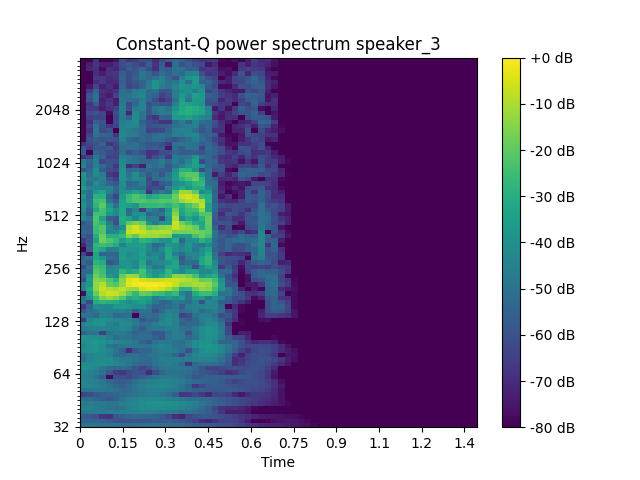 Constant-Q power spectrum speaker_3
Hz
2048
1024
512
256
128
64
32
0 0.15 0.3 0.45 0.6 0.75 0.9 1.1 1.2 1.4
Time
+0 dB
-10 dB
-20 dB
-30 dB
-40 dB
-50 dB
-60 dB
-70 dB
-80 dB